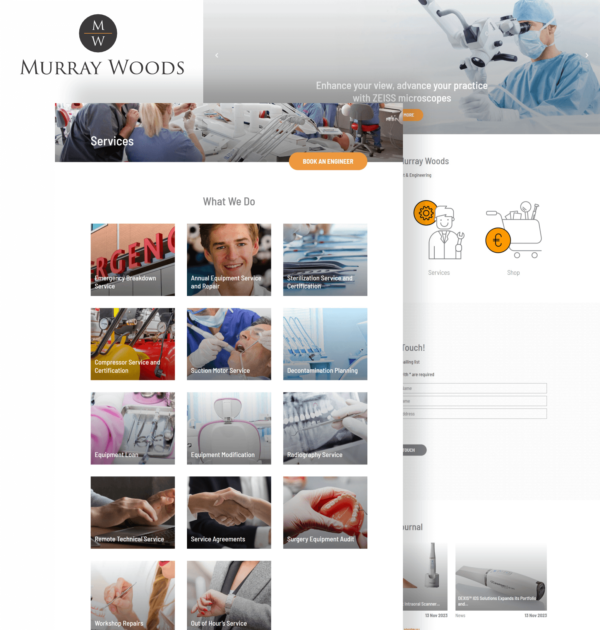 M
W
MURRAY WOODS
Enhance your view, advance your practice
with ZEISS microscopes
Services
BOOK AN ENGINEER
What We Do
Emergency Breakdown
Service
Annual Equipment Service
and Repair
Sterilization Service and
Certification
Compressor Service and
Certification
Suction Motor Service
Decontamination Planning
Equipment Loan
Equipment Modification
Radiography Service
Remote Technical Service
Service Agreements
Surgery Equipment Audit
Workshop Repairs
Out of Hour's Service
Murray Woods
& Engineering
€
Services
Shop
Touch!
are required
13 Nov 2023
News
13 Nov 2023